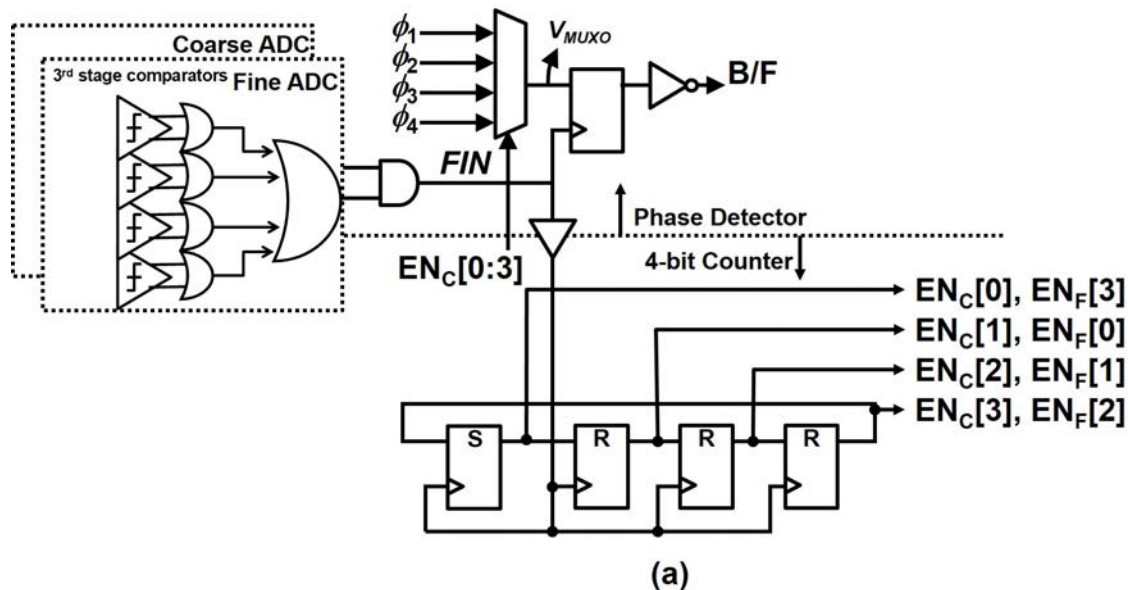 Coarse ADC
3rd stage comparators Fine ADC
ϕ1
ϕ2
ϕ3
ϕ4
VMUXO
B/F
FIN
ENC[0:3]
Phase Detector
4-bit Counter
ENC[0], ENF[3]
ENC[1], ENF[0]
ENC[2], ENF[1]
ENC[3], ENF[2]
S R R R
(a)